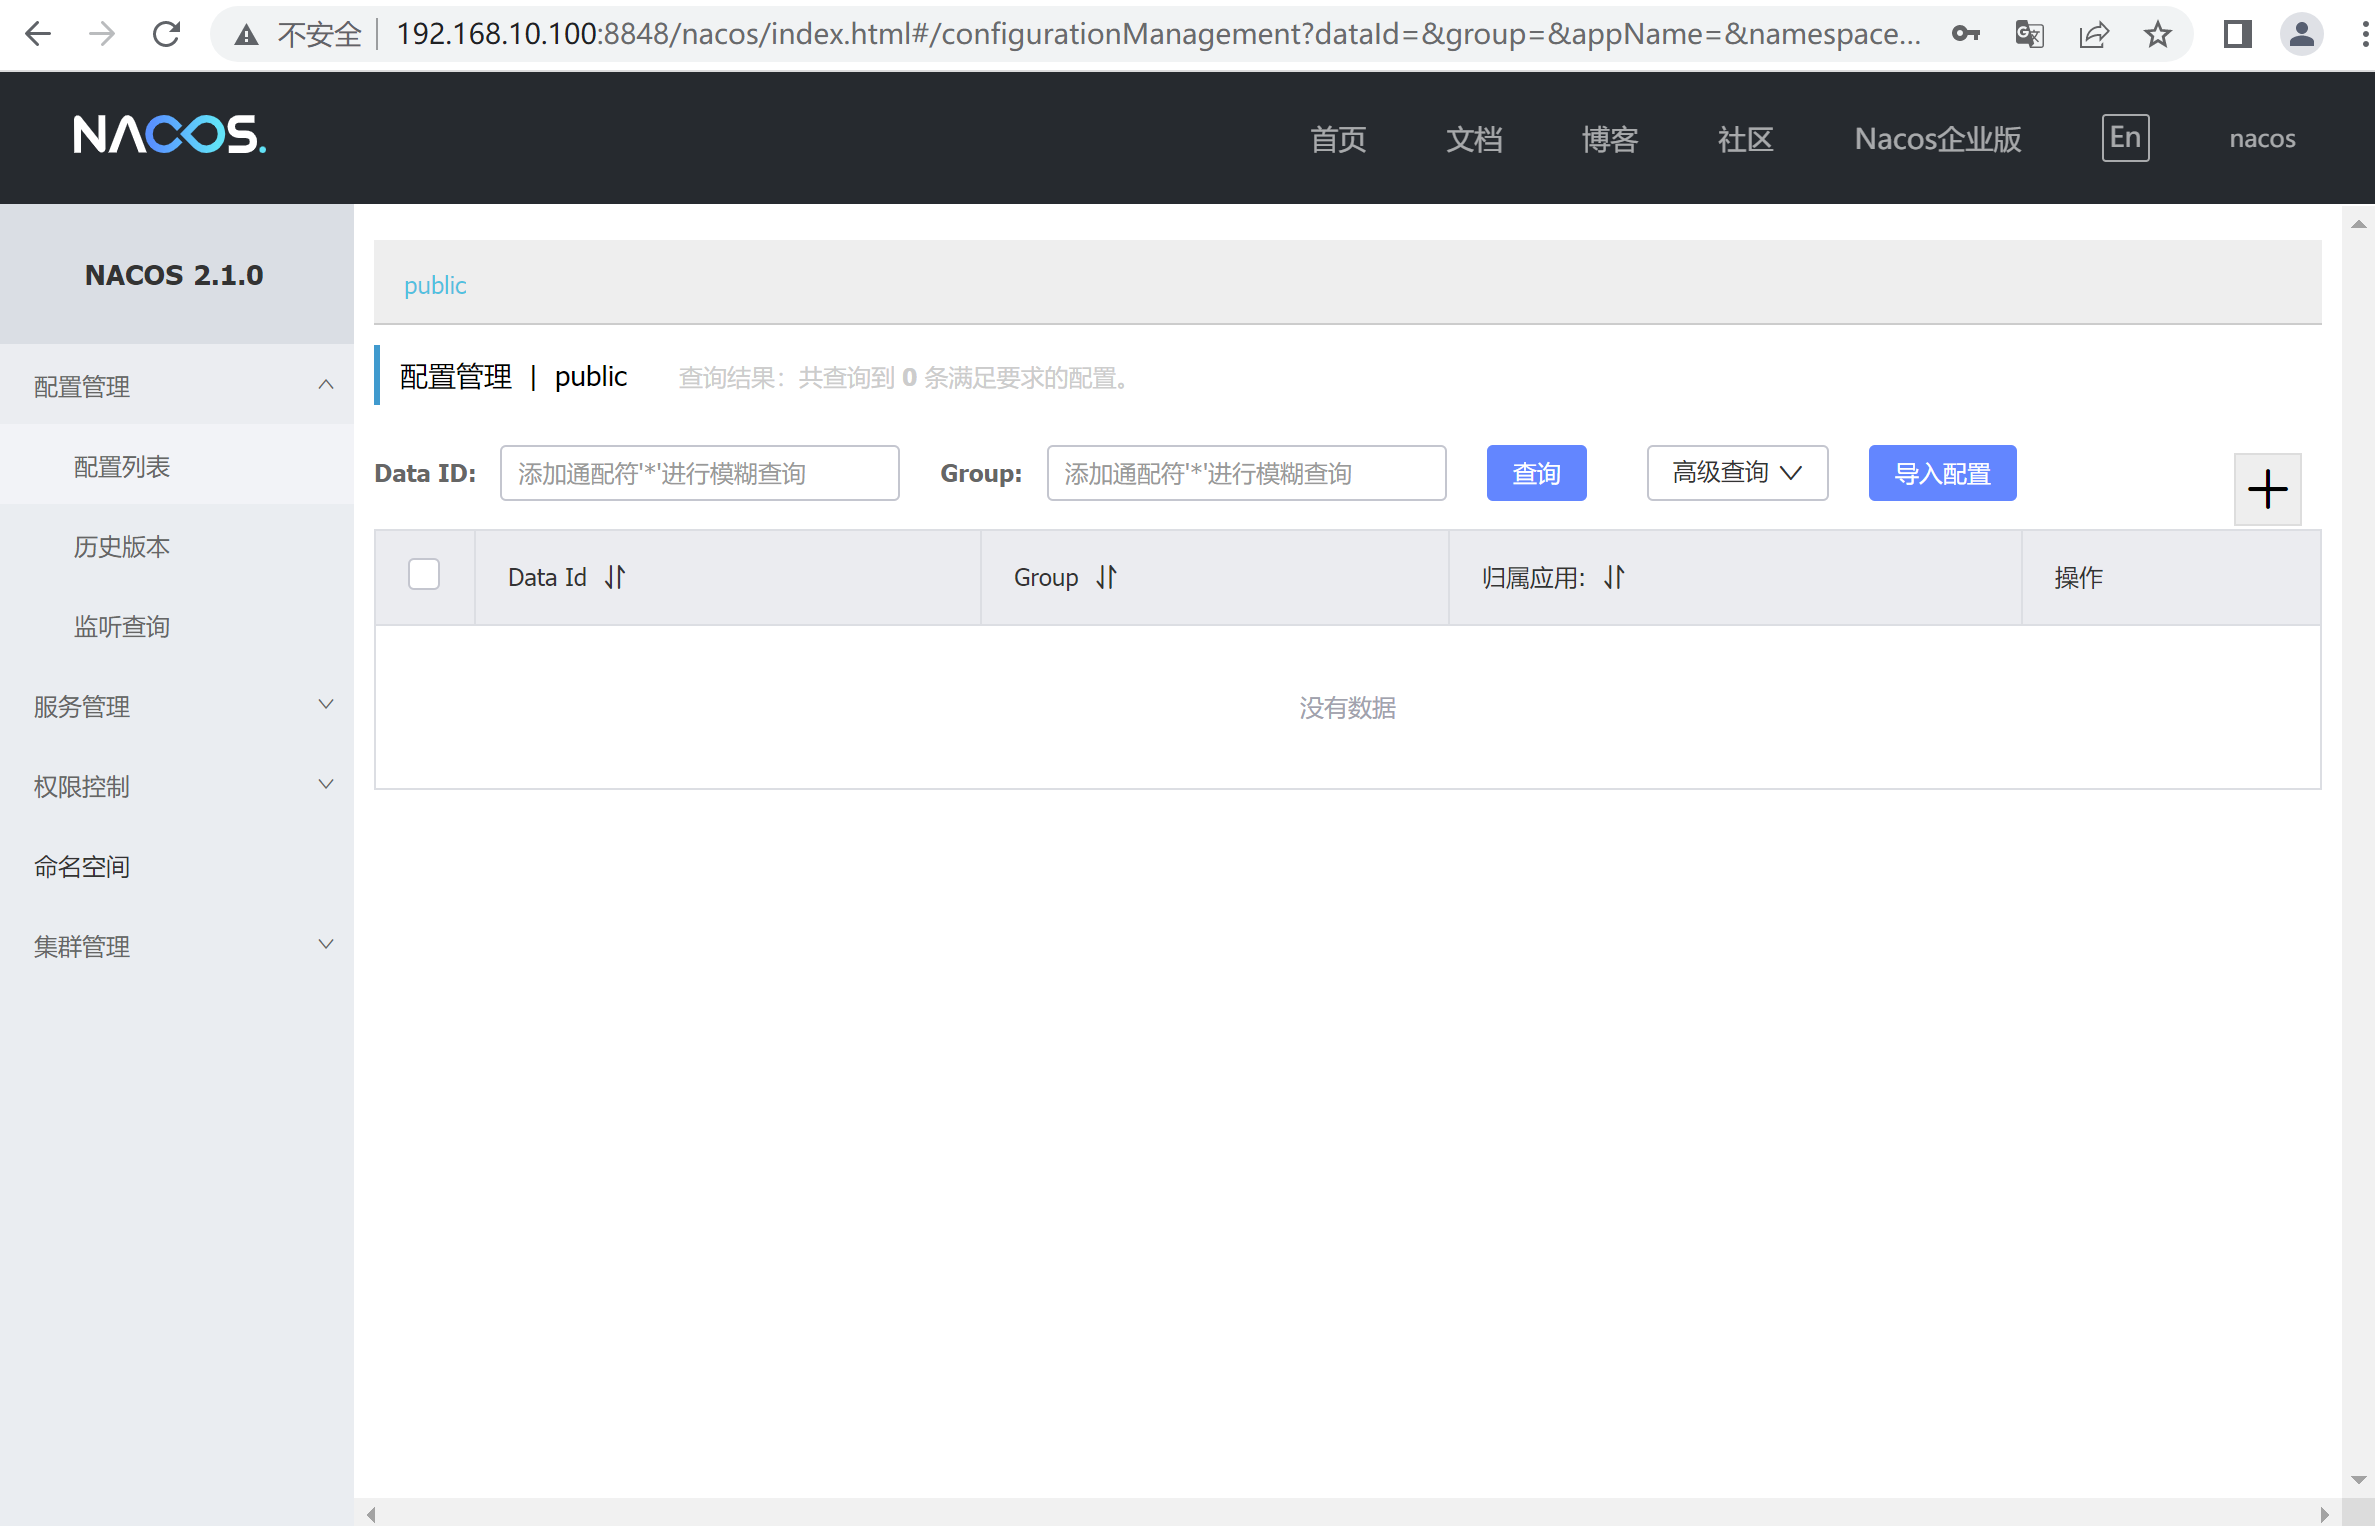 不安全 192.168.10.100:8848/nacos/index.html#/configurationManagement?dataId=&group=&appName=&namespace...
NACOS. 首页 文档 博客 社区 Nacos企业版 En nacos
NACOS 2.1.0
配置管理
配置列表
历史版本
监听查询
服务管理
权限控制
命名空间
集群管理
public
配置管理 | public 查询结果：共查询到 0 条满足要求的配置。
Data ID: 添加通配符'*'进行模糊查询 Group: 添加通配符'*'进行模糊查询 查询 高级查询 导入配置
Data Id Group 归属应用: 操作
没有数据